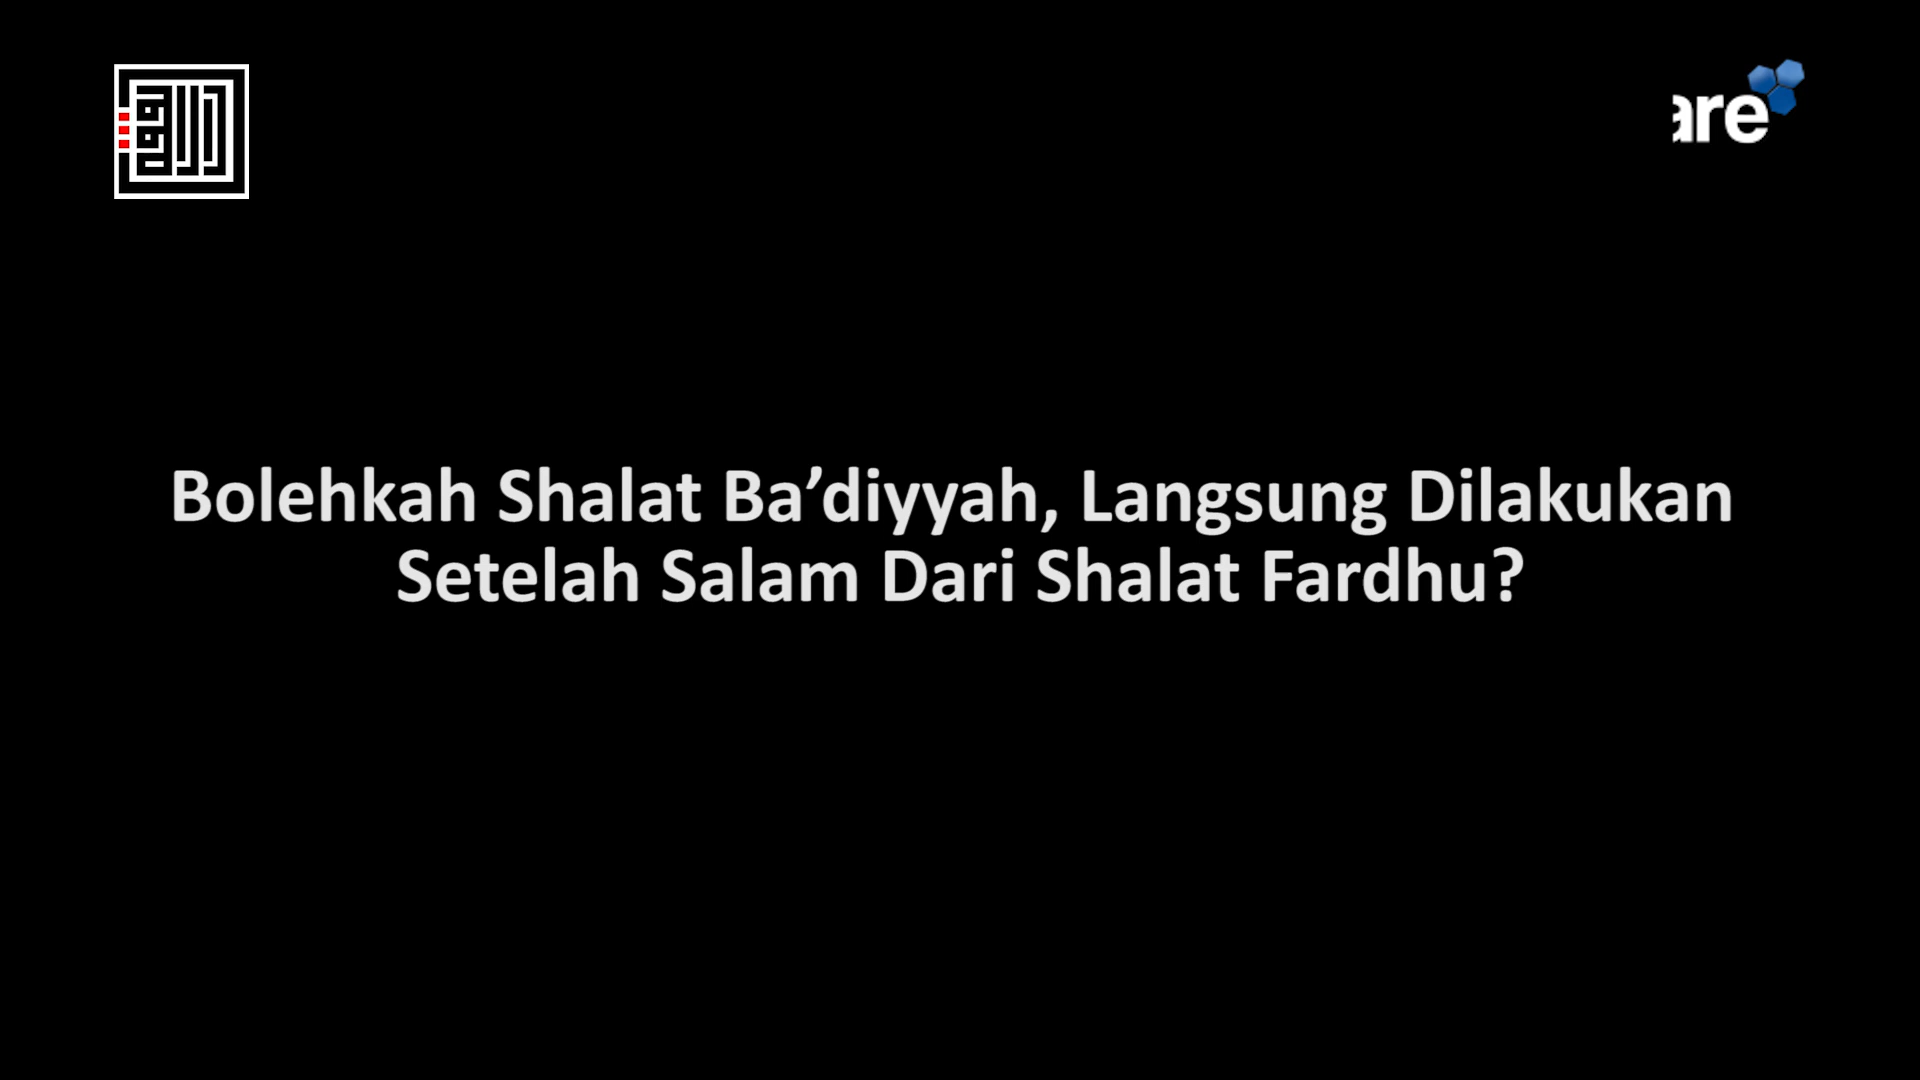 are
Bolehkah Shalat Ba’diyyah, Langsung Dilakukan
Setelah Salam Dari Shalat Fardhu?